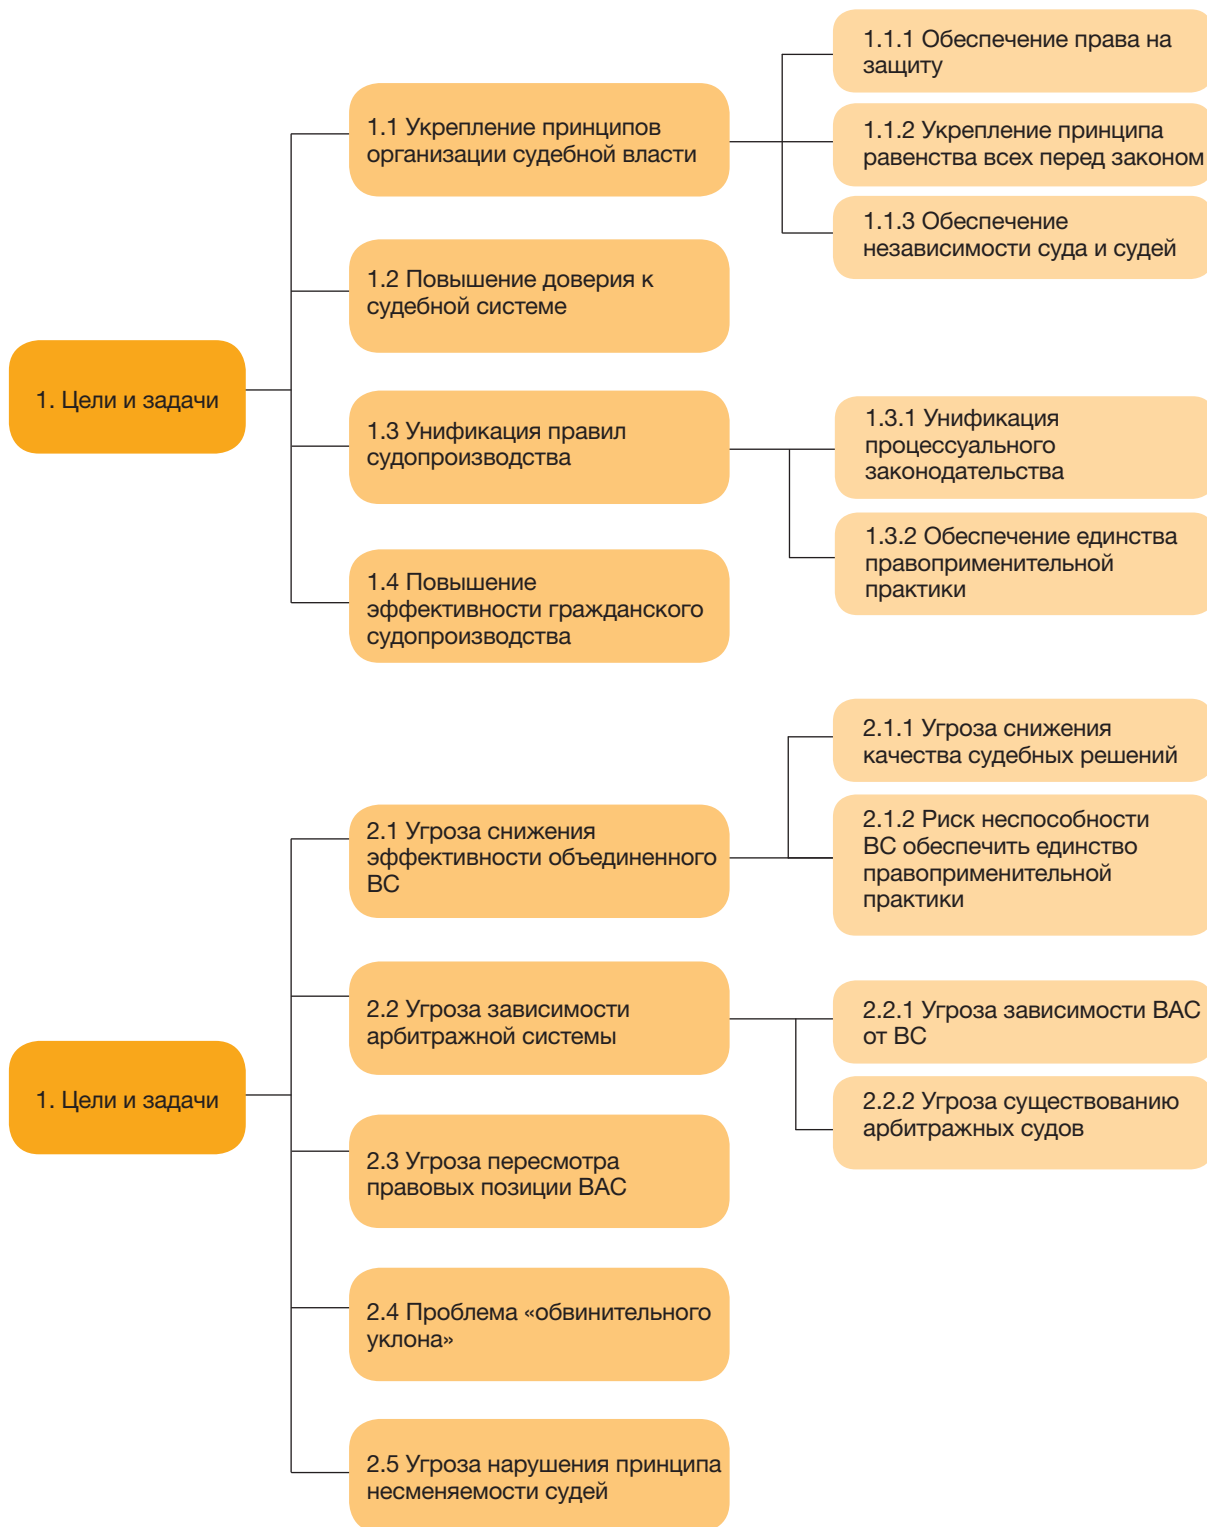 1. Цели и задачи
1.1 Укрепление принципов
организации судебной власти
1.1.1 Обеспечение права на
защиту
1.1.2 Укрепление принципа
равенства всех перед законом
1.1.3 Обеспечение
независимости суда и судей
1.2 Повышение доверия к
судебной системе
1.3 Унификация правил
судопроизводства
1.3.1 Унификация
процессуального
законодательства
1.3.2 Обеспечение единства
правоприменительной
практики
1.4 Повышение
эффективности гражданского
судопроизводства
1. Цели и задачи
2.1 Угроза снижения
эффективности объединенного
ВС
2.1.1 Угроза снижения
качества судебных решений
2.1.2 Риск неспособности
ВС обеспечить единство
правоприменительной
практики
2.2 Угроза зависимости
арбитражной системы
2.2.1 Угроза зависимости ВАС
от ВС
2.2.2 Угроза существованию
арбитражных судов
2.3 Угроза пересмотра
правовых позиции ВАС
2.4 Проблема «обвинительного
уклона»
2.5 Угроза нарушения принципа
несменяемости судей